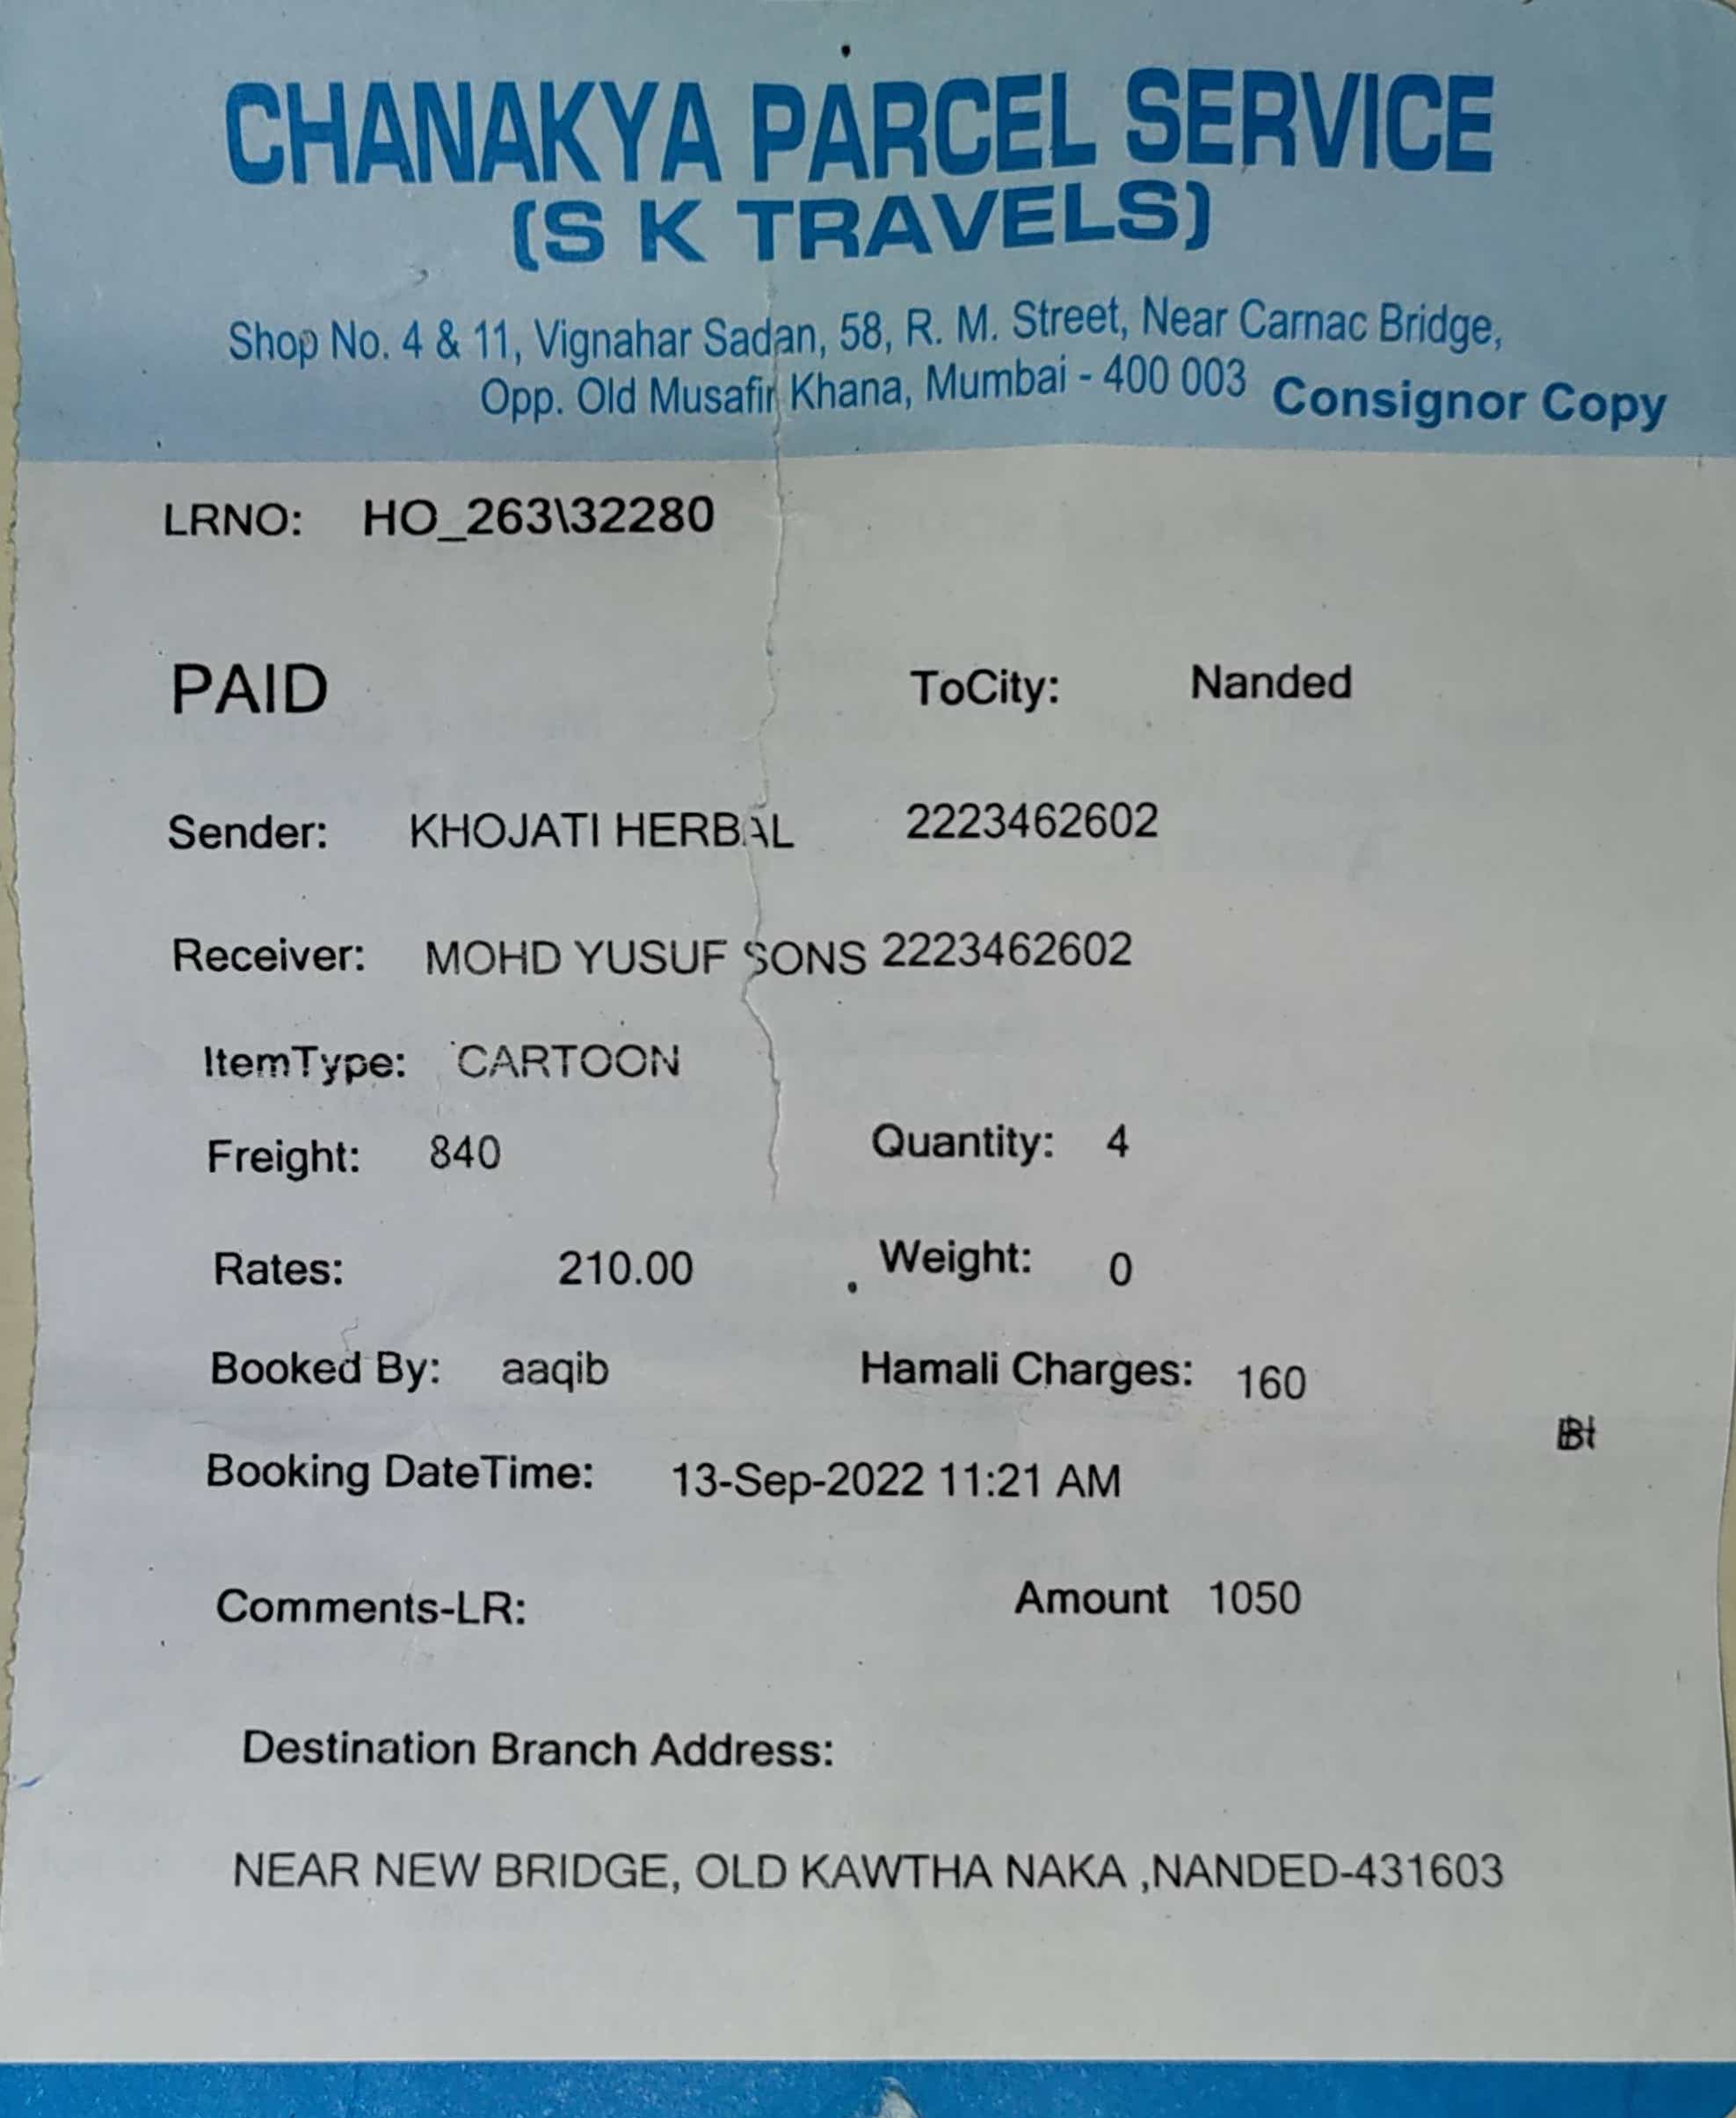 CHANAKYA PARCEL SERVICE
(S K TRAVELS)
Shop No. 4 & 11, Vignahar Sadan, 58, R. M. Street, Near Carnac Bridge,
Opp. Old Musafir Khana, Mumbai - 400 003 Consignor Copy
LRNO: HO_263\32280
PAID ToCity: Nanded
Sender: KHOJATI HERBAL 2223462602
Receiver: MOHD YUSUF SONS 2223462602
ItemType: CARTOON
Freight: 840 Quantity: 4
Rates: 210.00 Weight: 0
Booked By: aaqib Hamali Charges: 160
Booking DateTime: 13-Sep-2022 11:21 AM
Comments-LR: Amount 1050
Destination Branch Address:
NEAR NEW BRIDGE, OLD KAWTHA NAKA ,NANDED-431603